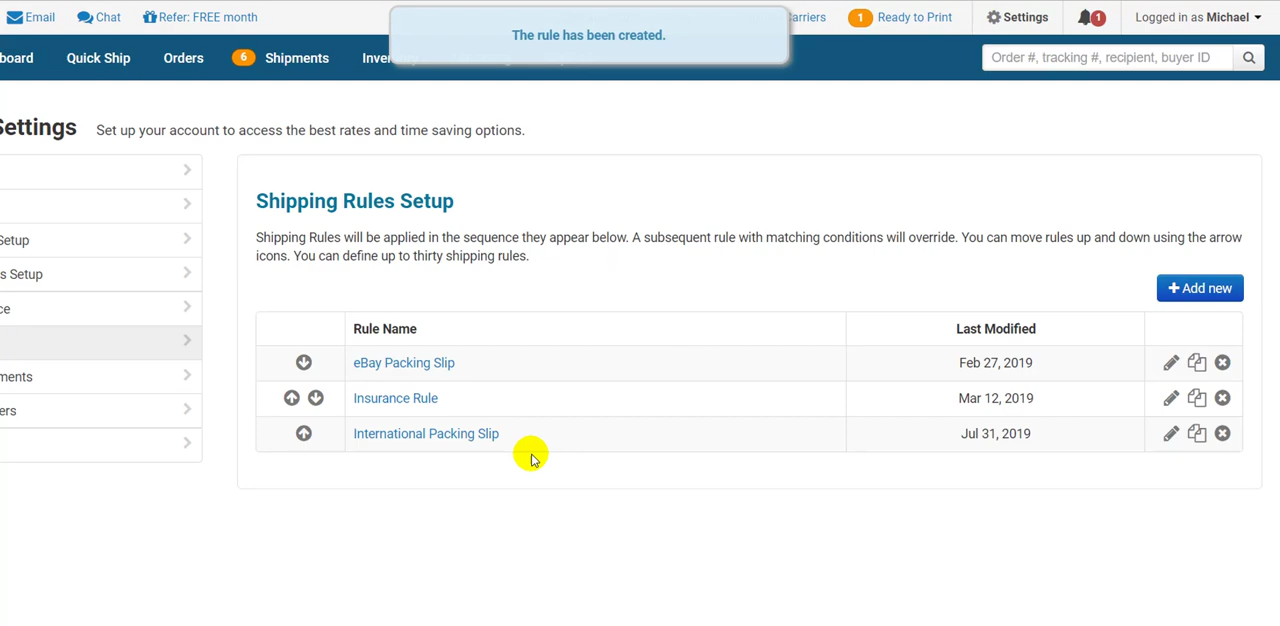 Email Chat Refer: FREE month arriers 1 Ready to Print Settings 1 Logged in as Michael
The rule has been created.
board Quick Ship Orders 6 Shipments Inven Order #, tracking #, recipient, buyer ID
Settings Set up your account to access the best rates and time saving options.
Setup
s Setup
ce
ments
ers
Shipping Rules Setup
Shipping Rules will be applied in the sequence they appear below. A subsequent rule with matching conditions will override. You can move rules up and down using the arrow
icons. You can define up to thirty shipping rules.
Add new
Rule Name Last Modified
eBay Packing Slip Feb 27, 2019
Insurance Rule Mar 12, 2019
International Packing Slip Jul 31, 2019